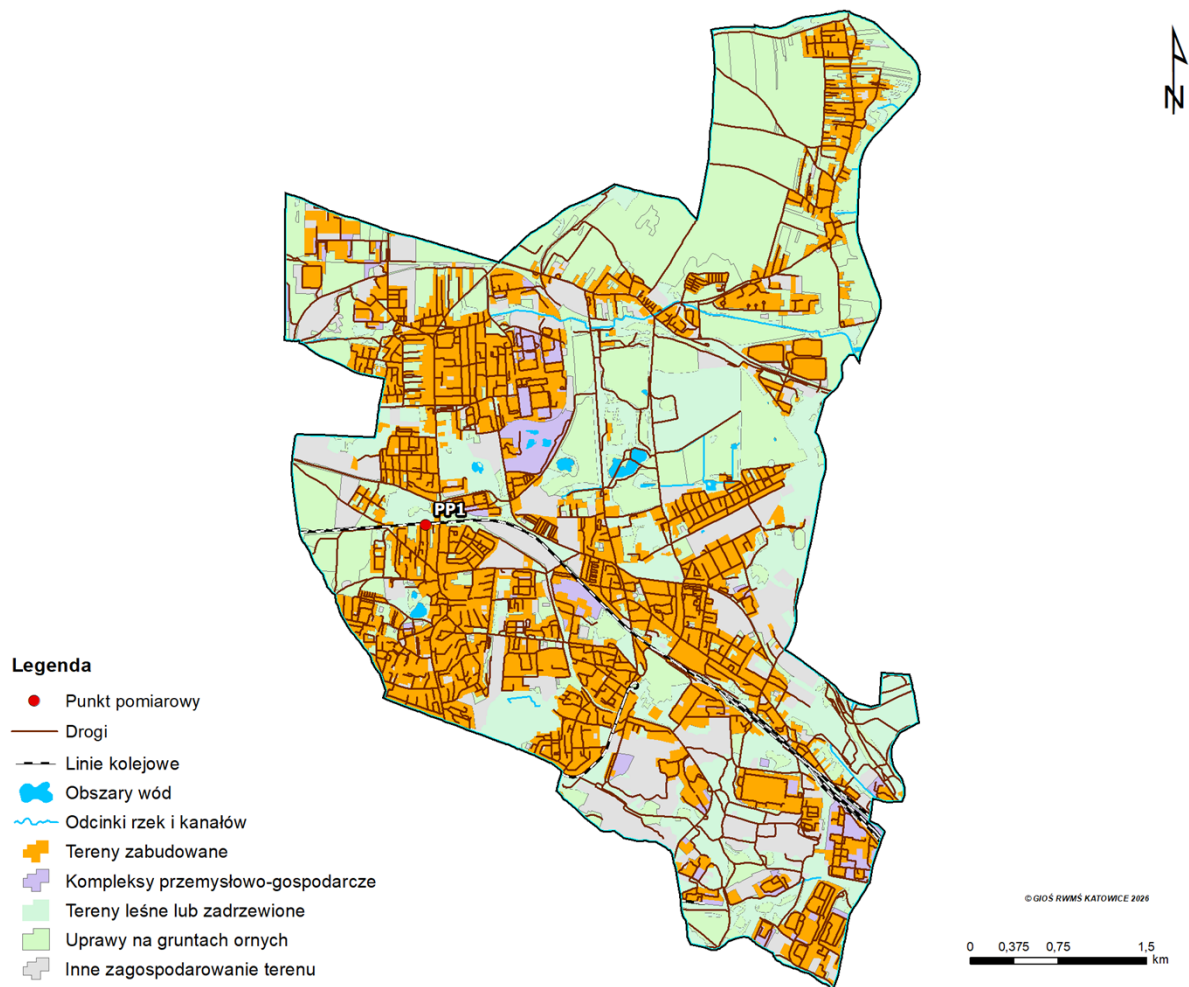 N
PP1
Legenda
Punkt pomiarowy
Drogi
Linie kolejowe
Obszary wód
Odcinki rzek i kanałów
Tereny zabudowane
Kompleksy przemysłowo-gospodarcze
Tereny leśne lub zadrzewione
Uprawy na gruntach ornych
Inne zagospodarowanie terenu
© GIOŚ RWMŚ KATOWICE 2026
0 0,375 0,75 1,5
km